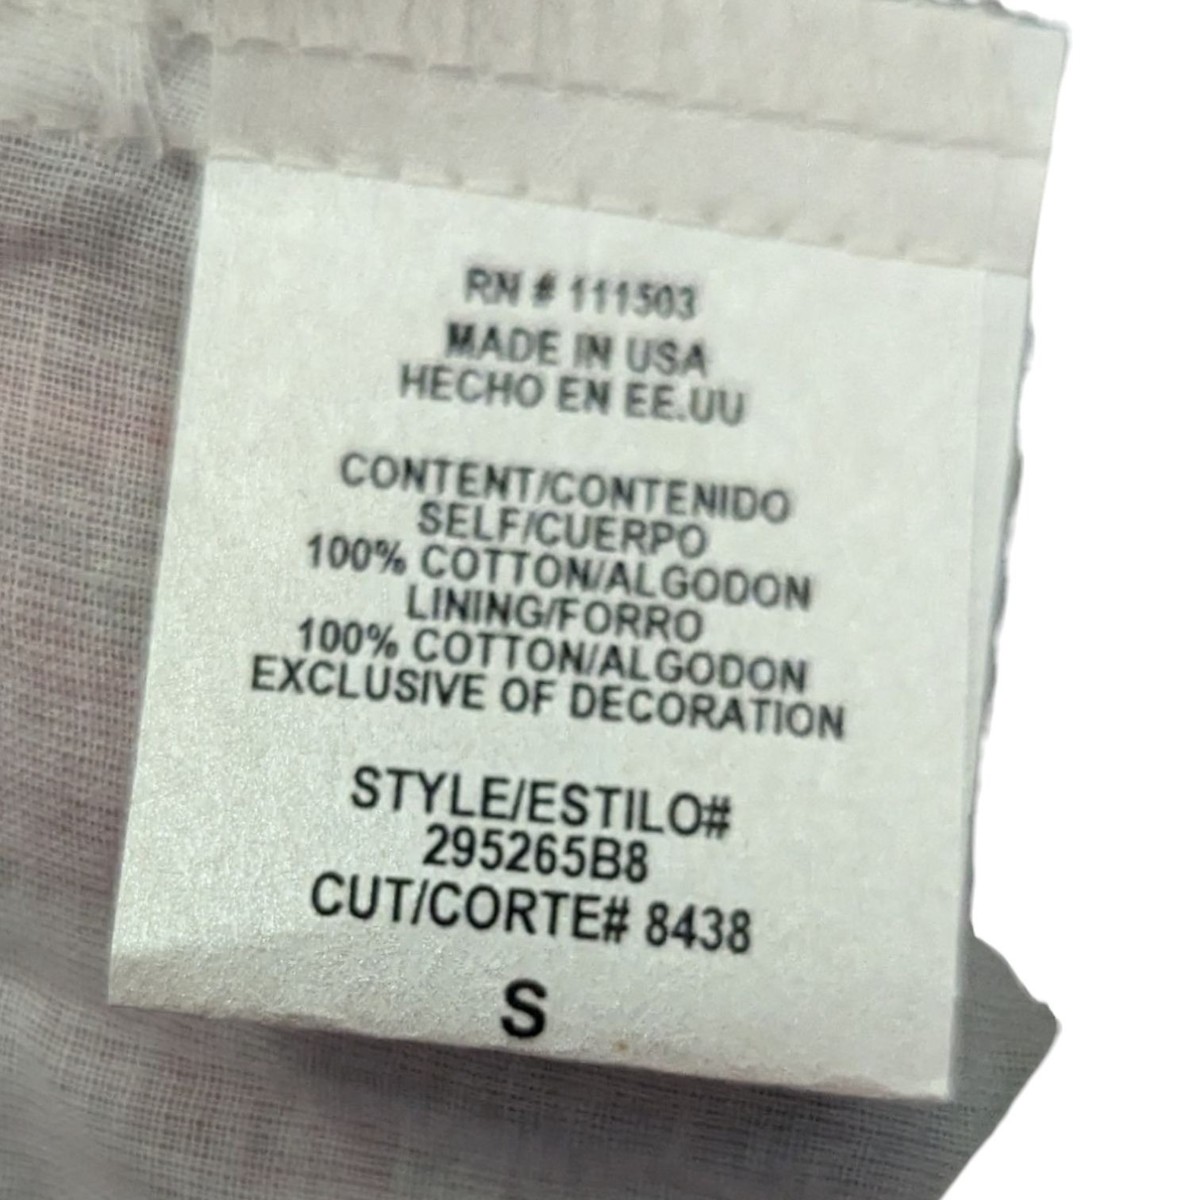 RN # 111503
MADE IN USA
HECHO EN EE.UU
CONTENT/CONTENIDO
SELF/CUERPO
100% COTTON/ALGODON
LINING/FORRO
100% COTTON/ALGODON
EXCLUSIVE OF DECORATION
STYLE/ESTILO#
295265B8
CUT/CORTE# 8438
S